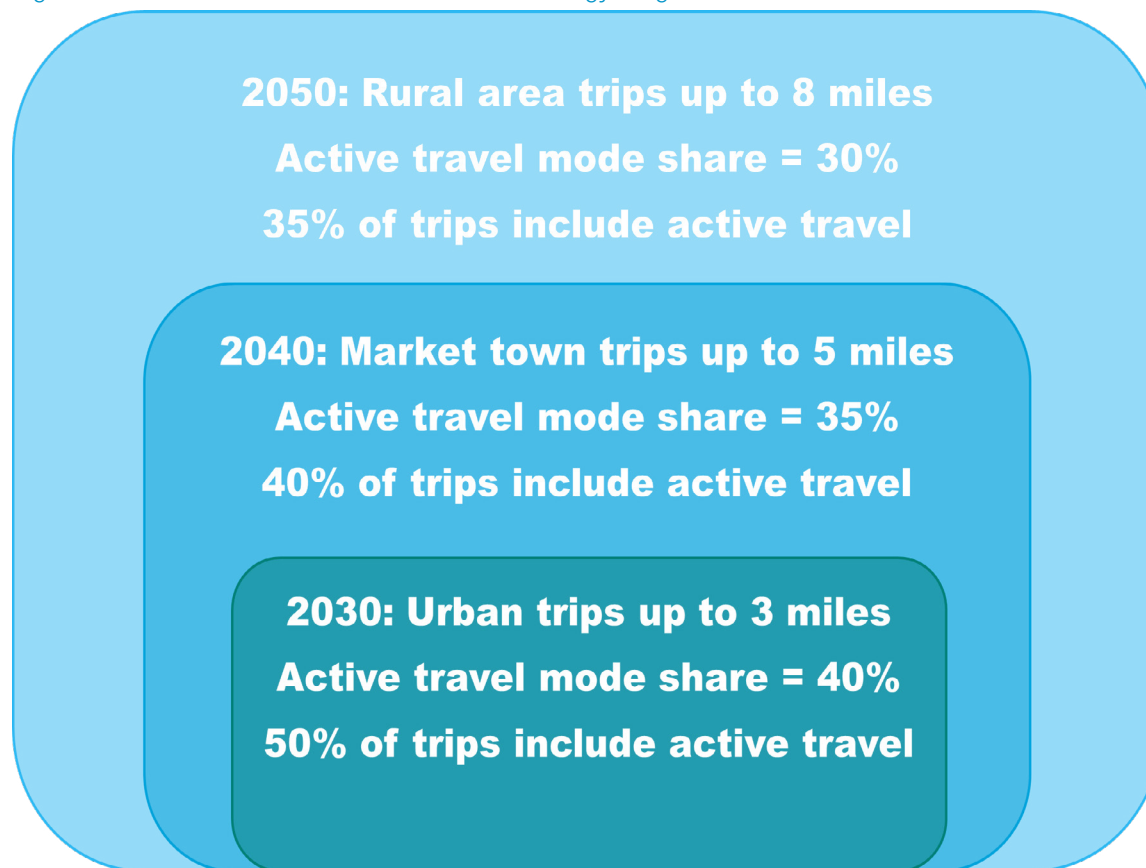 2050: Rural area trips up to 8 miles
Active travel mode share = 30%
35% of trips include active travel
2040: Market town trips up to 5 miles
Active travel mode share = 35%
40% of trips include active travel
2030: Urban trips up to 3 miles
Active travel mode share = 40%
50% of trips include active travel